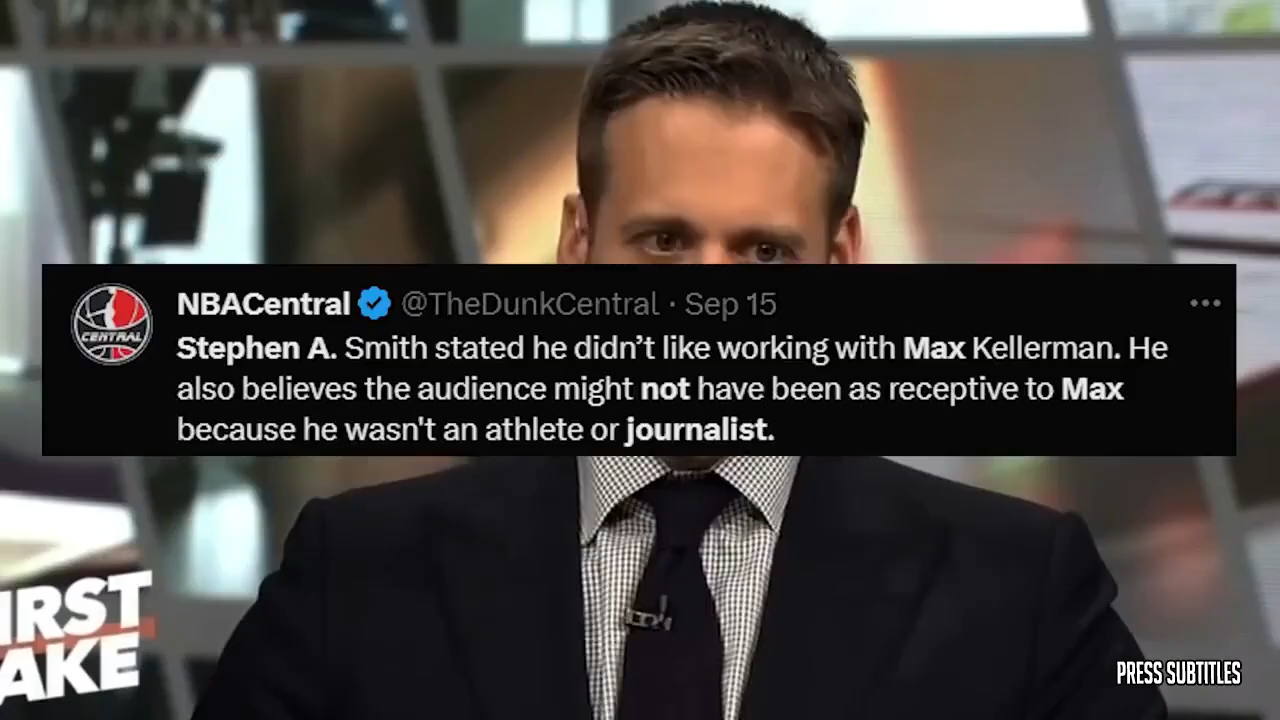 NBACentral @TheDunkCentral · Sep 15
Stephen A. Smith stated he didn't like working with Max Kellerman. He
also believes the audience might not have been as receptive to Max
because he wasn't an athlete or journalist.
CENTRAL
IRST
AKE
PRESS SUBTITLES